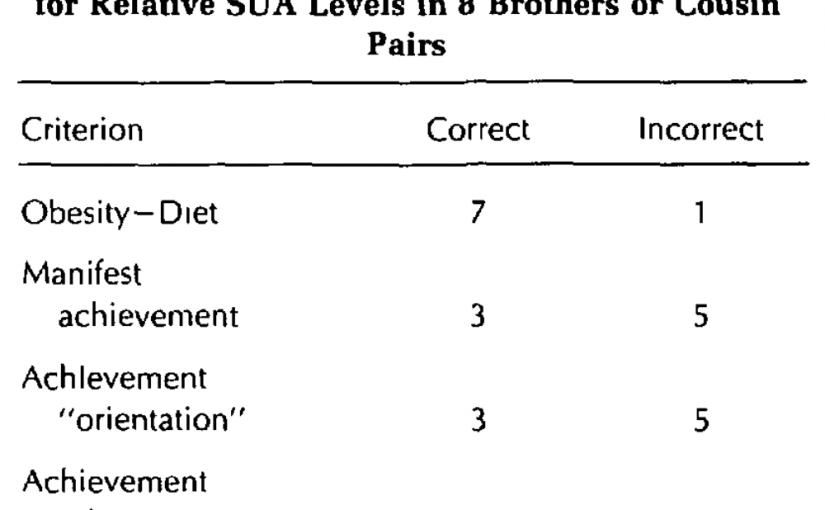 for Relative SUA Levels in 8 Brothers or Cousin
Pairs
Criterion Correct Incorrect
Obesity–Diet 7 1
Manifest
achievement 3 5
Achievement
"orientation" 3 5
Achievement